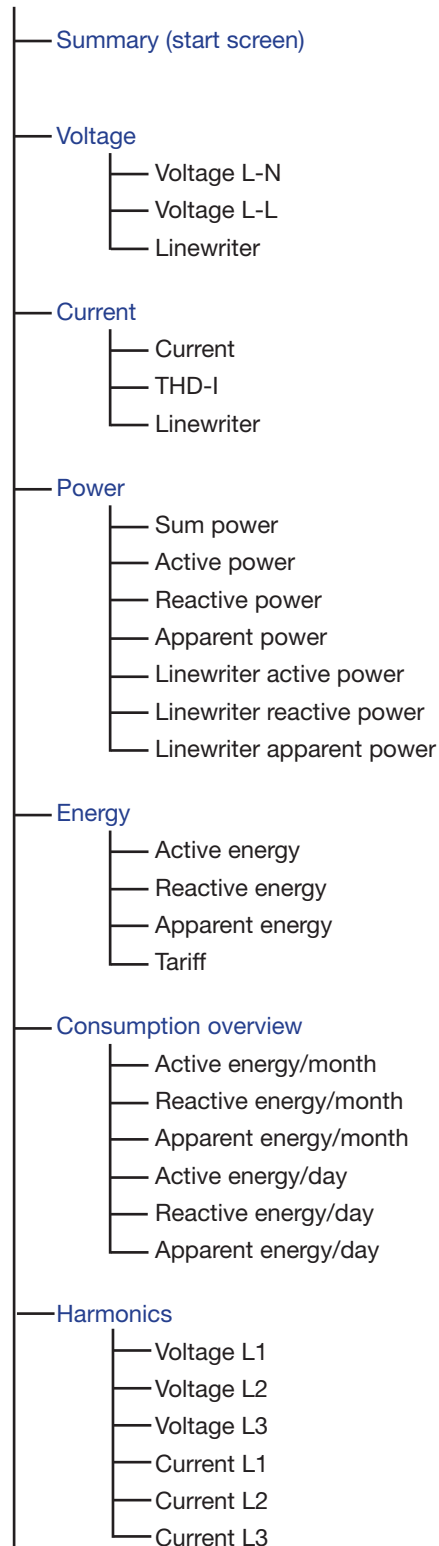 Summary (start screen)
Voltage
Voltage L-N
Voltage L-L
Linewriter
Current
Current
THD-I
Linewriter
Power
Sum power
Active power
Reactive power
Apparent power
Linewriter active power
Linewriter reactive power
Linewriter apparent power
Energy
Active energy
Reactive energy
Apparent energy
Tariff
Consumption overview
Active energy/month
Reactive energy/month
Apparent energy/month
Active energy/day
Reactive energy/day
Apparent energy/day
Harmonics
Voltage L1
Voltage L2
Voltage L3
Current L1
Current L2
Current L3